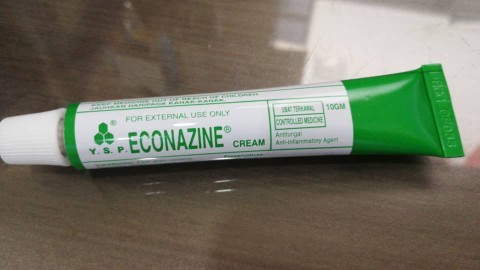 KEEP MEDICINE OUT OF REACH OF CHILDREN
JAUHKAN DARIPADA KANAK-KANAK.
FOR EXTERNAL USE ONLY
Y. S. P. ECONAZINE® CREAM
UBAT TERKAWAL
CONTROLLED MEDICINE
10GM
Antifungal
Anti-inflammatory Agent